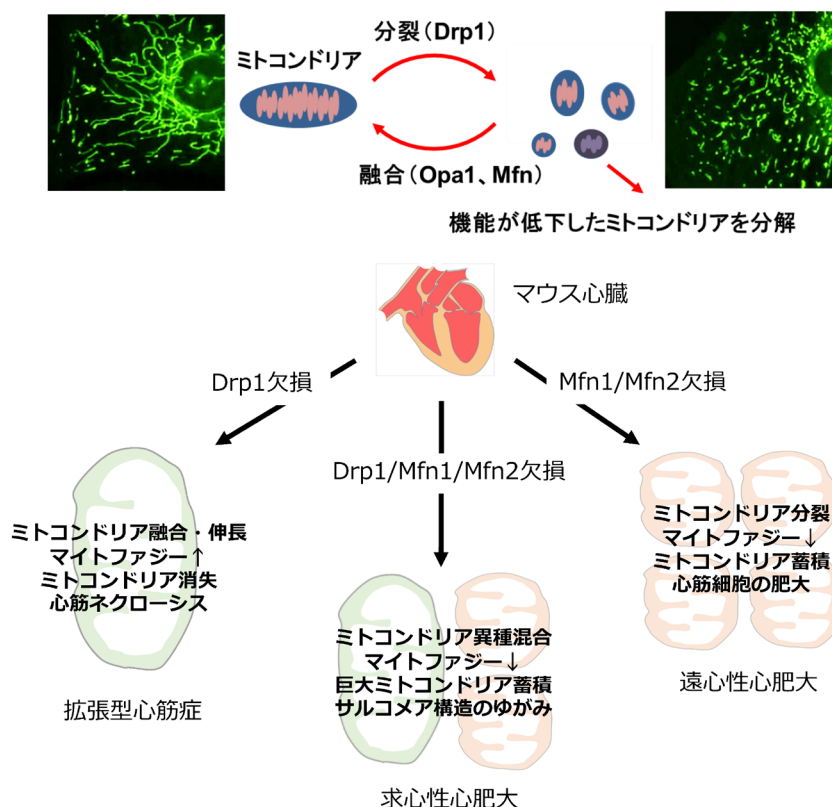 分裂(Drp1)
ミトコンドリア
融合(Opa1、Mfn)
機能が低下したミトコンドリアを分解
マウス心臓
Drp1欠損
Mfn1/Mfn2欠損
Drp1/Mfn1/Mfn2欠損
ミトコンドリア融合・伸長
マイトファジー↑
ミトコンドリア消失
心筋ネクローシス
拡張型心筋症
ミトコンドリア異種混合
マイトファジー↓
巨大ミトコンドリア蓄積
サルコメア構造のゆがみ
求心性心肥大
ミトコンドリア分裂
マイトファジー↓
ミトコンドリア蓄積
心筋細胞の肥大
遠心性心肥大